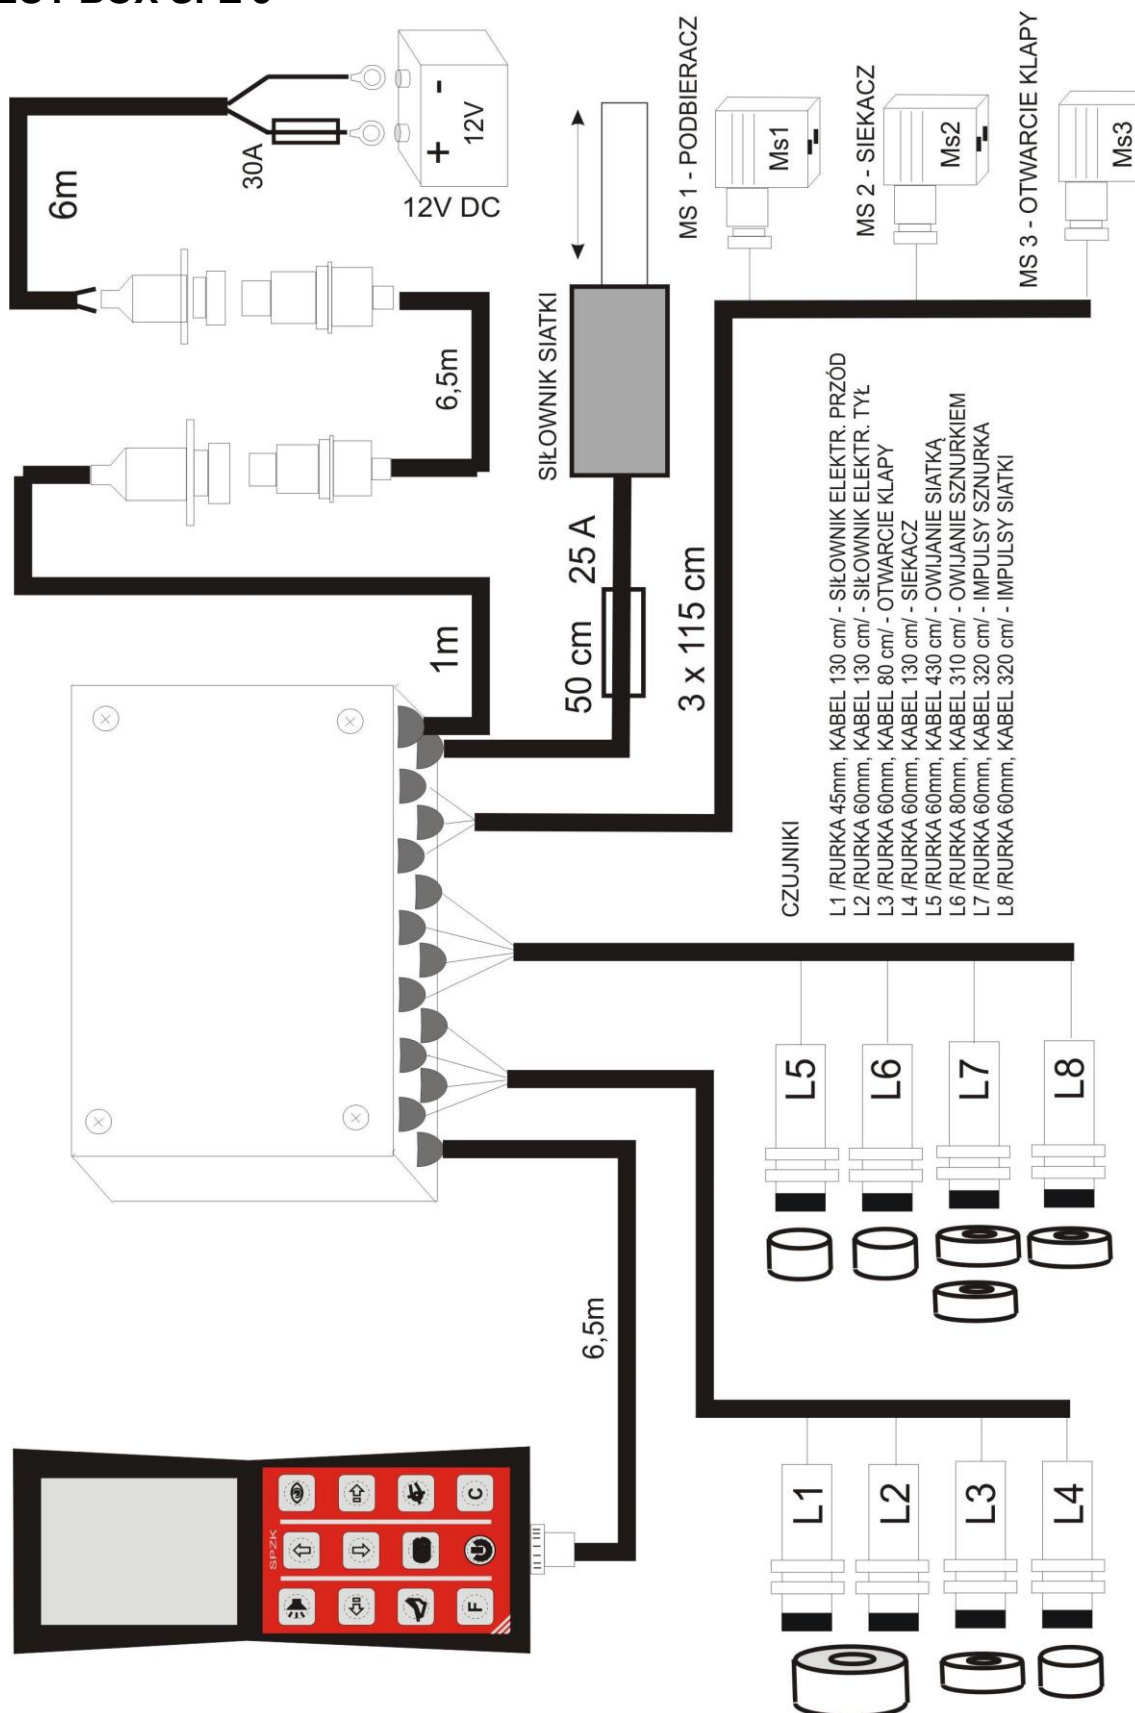 12V
+
-
12V DC
30A
6m
6,5m
1m
SIŁOWNIK SIATKI
50 cm 25 A
3 x 115 cm
MS 1 - PODBIERACZ
MS 2 - SIEKACZ
MS 3 - OTWARCIE KLAPY
Ms1
Ms2
Ms3
CZUJNIKI
L1 /RURKA 45mm, KABEL 130 cm/ - SIŁOWNIK ELEKTR. PRZÓD
L2 /RURKA 60mm, KABEL 130 cm/ - SIŁOWNIK ELEKTR. TYŁ
L3 /RURKA 60mm, KABEL 80 cm/ - OTWARCIE KLAPY
L4 /RURKA 60mm, KABEL 130 cm/ - SIEKACZ
L5 /RURKA 60mm, KABEL 430 cm/ - OWIJANIE SIATKĄ
L6 /RURKA 80mm, KABEL 310 cm/ - OWIJANIE SZNURKIEM
L7 /RURKA 60mm, KABEL 320 cm/ - IMPULSY SZNURKA
L8 /RURKA 60mm, KABEL 320 cm/ - IMPULSY SIATKI
L5
L6
L7
L8
6,5m
L1
L2
L3
L4
SPZK
F
C